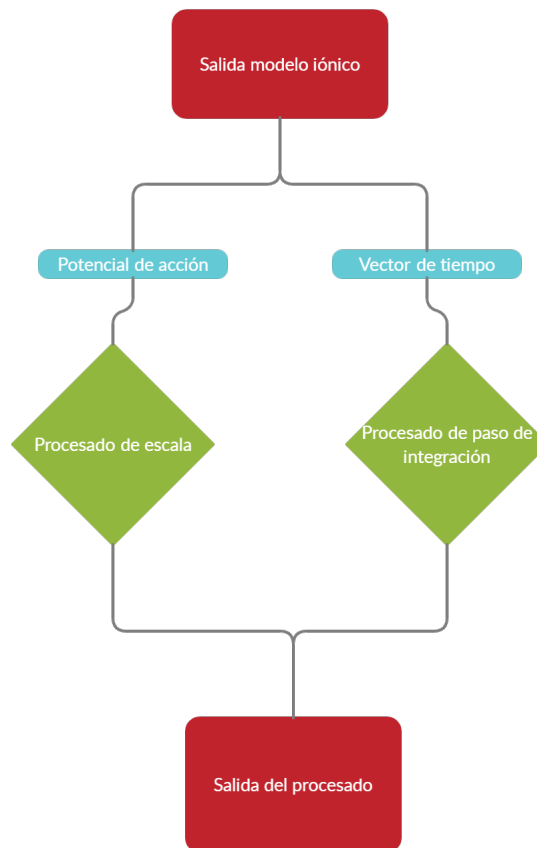 Salida modelo iónico
Potencial de acción
Vector de tiempo
Procesado de escala
Procesado de paso de
integración
Salida del procesado